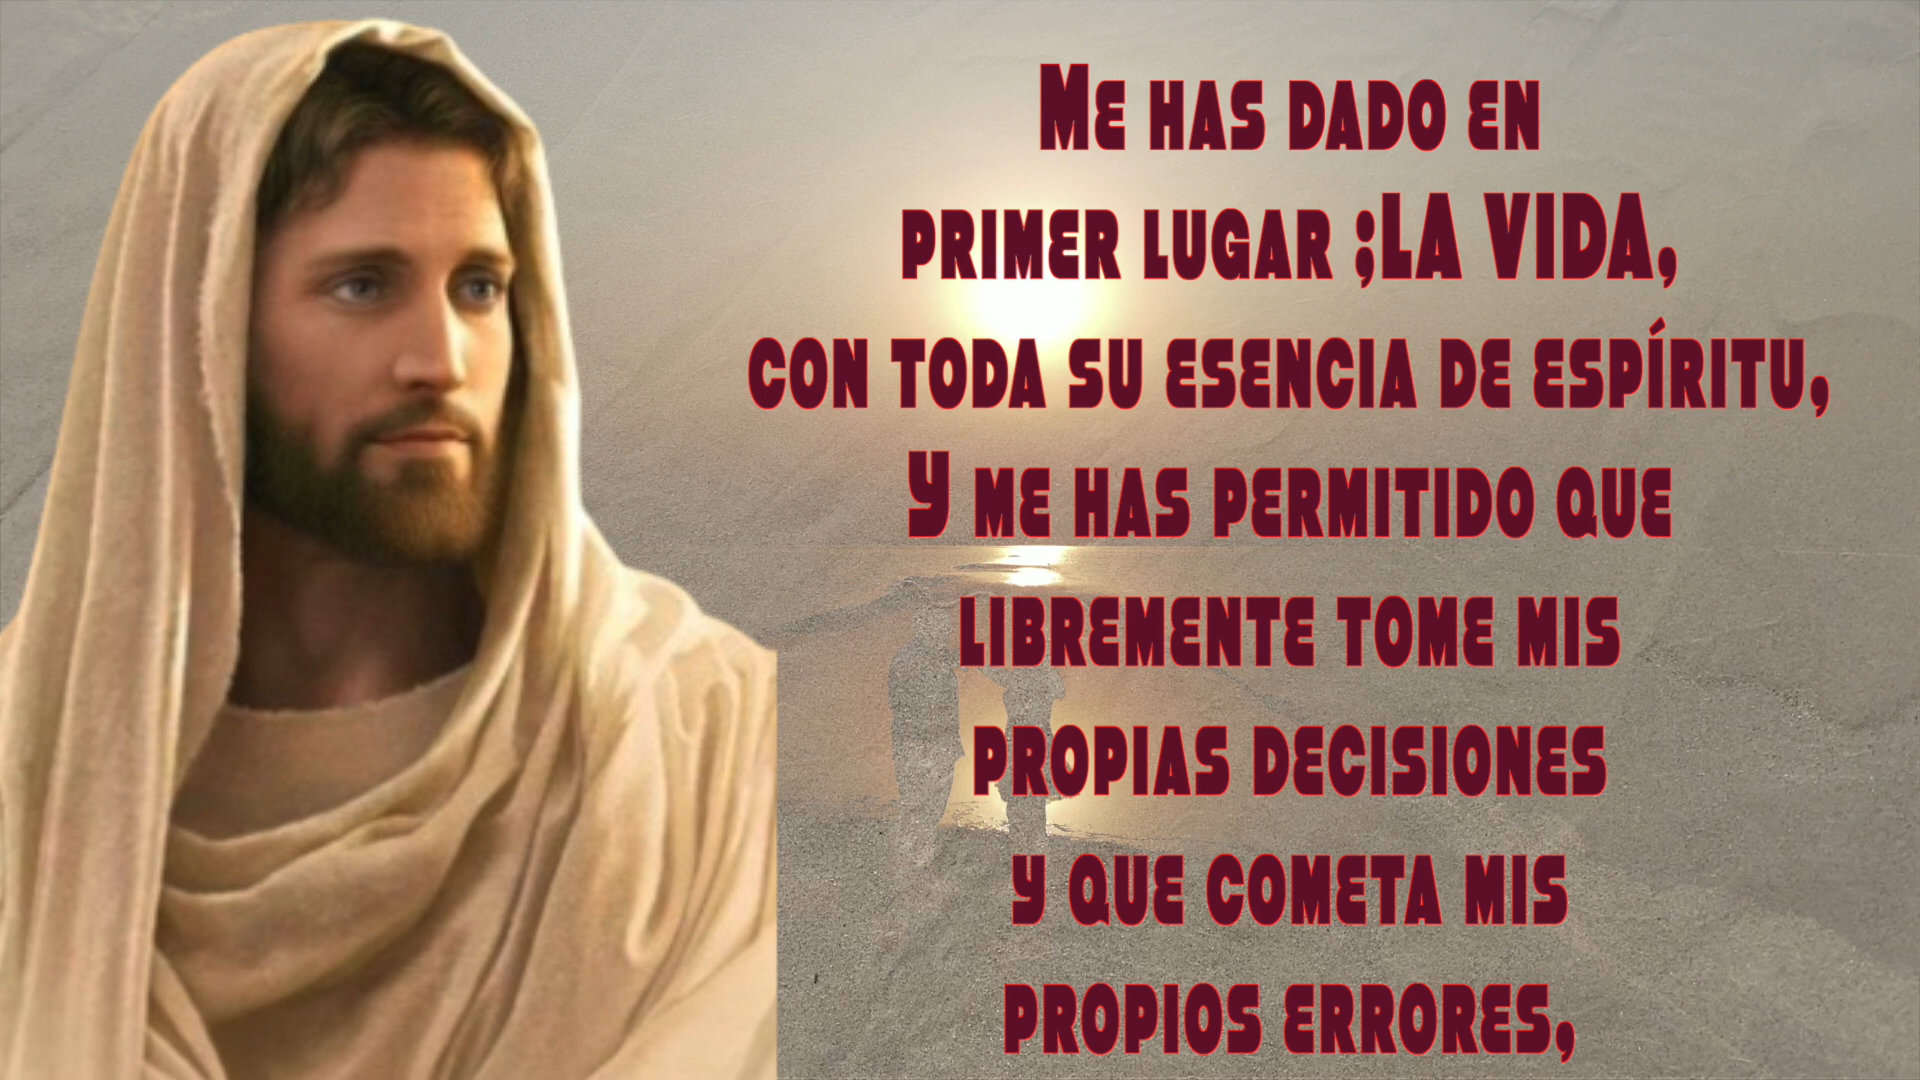 Me has dado en
primer lugar ;LA VIDA,
con toda su esencia de espíritu,
Y me has permitido que
libremente tome mis
propias decisiones
y que cometa mis
propios errores,